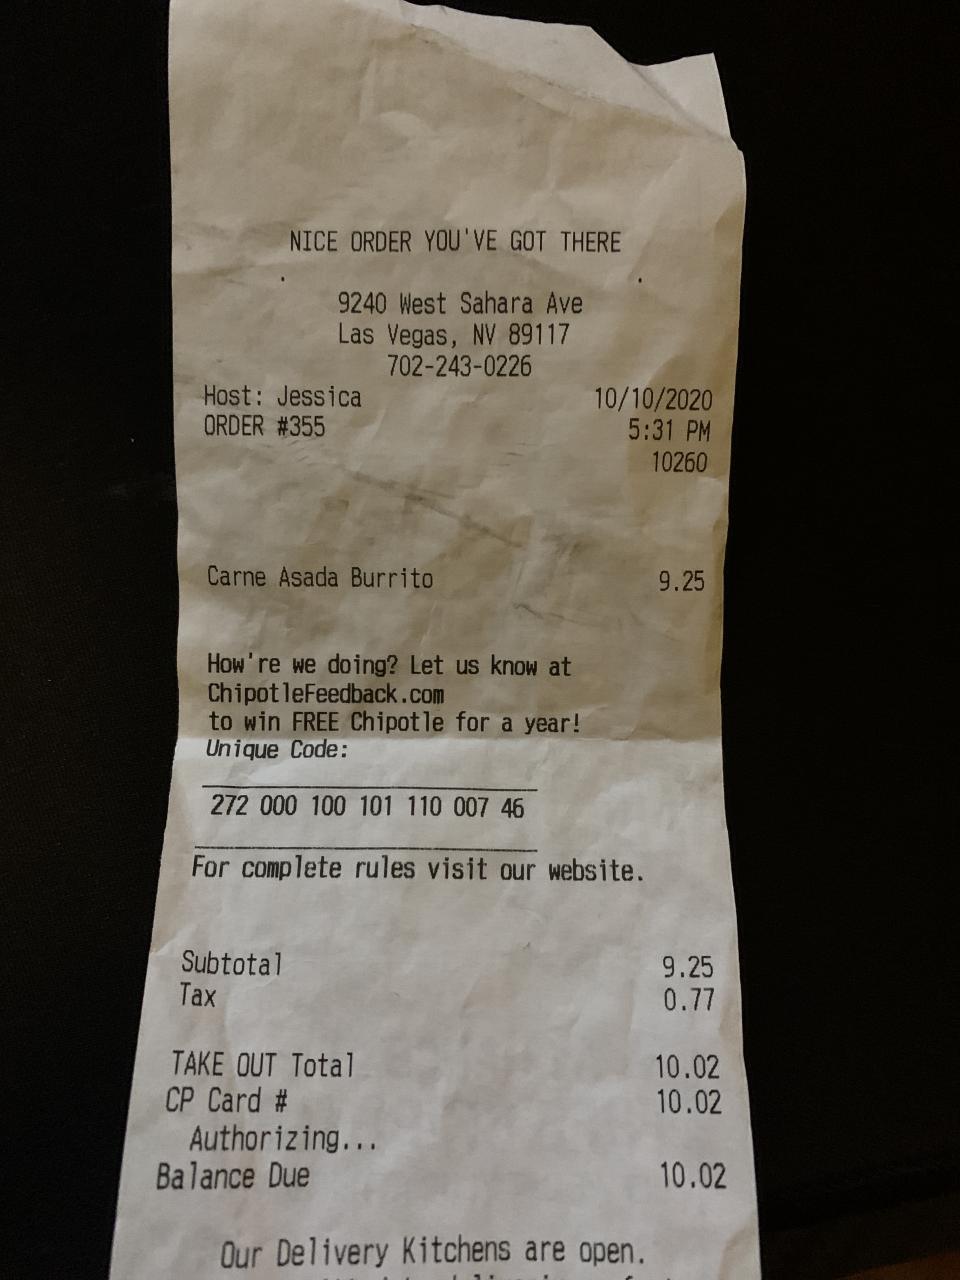 NICE ORDER YOU'VE GOT THERE
9240 West Sahara Ave
Las Vegas, NV 89117
702-243-0226
Host: Jessica 10/10/2020
ORDER #355 5:31 PM
10260
Carne Asada Burrito 9.25
How're we doing? Let us know at
ChipotleFeedback.com
to win FREE Chipotle for a year!
Unique Code:
272 000 100 101 110 007 46
For complete rules visit our website.
Subtotal 9.25
Tax 0.77
TAKE OUT Total 10.02
CP Card # 10.02
Authorizing...
Balance Due 10.02
Our Delivery Kitchens are open.